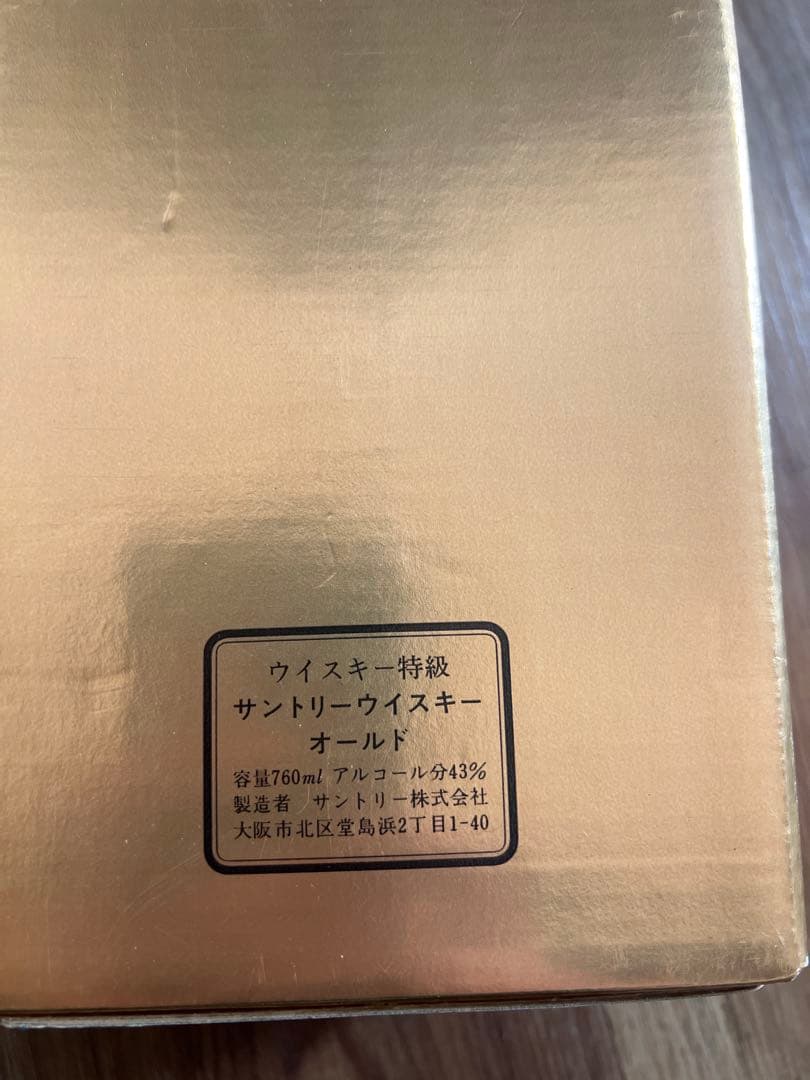 ウイスキー特級
サントリーウイスキー
オールド
容量760ml アルコール分43%
製造者 サントリー株式会社
大阪市北区堂島浜2丁目1-40